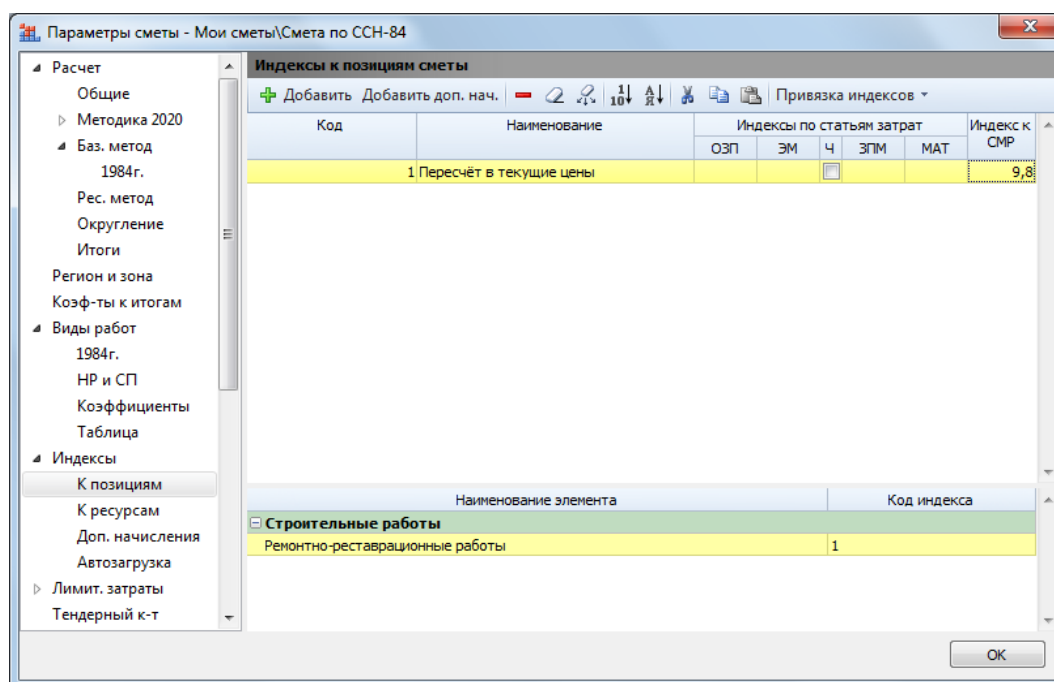 Параметры сметы - Мои сметы\Смета по ССН-84
Расчет
Общие
Методика 2020
Баз. метод
1984г.
Рес. метод
Округление
Итоги
Регион и зона
Коэф-ты к итогам
Виды работ
1984г.
НР и СП
Коэффициенты
Таблица
Индексы
К позициям
К ресурсам
Доп. начисления
Автозагрузка
Лимит. затраты
Тендерный к-т
Индексы к позициям сметы
Добавить Добавить доп. нач. Привязка индексов
Код Наименование Индексы по статьям затрат Индекс к СМР
ОЗП ЭМ Ч ЗПМ МАТ
1 Пересчёт в текущие цены 9,8
Наименование элемента Код индекса
Строительные работы
Ремонтно-реставрационные работы 1
OK